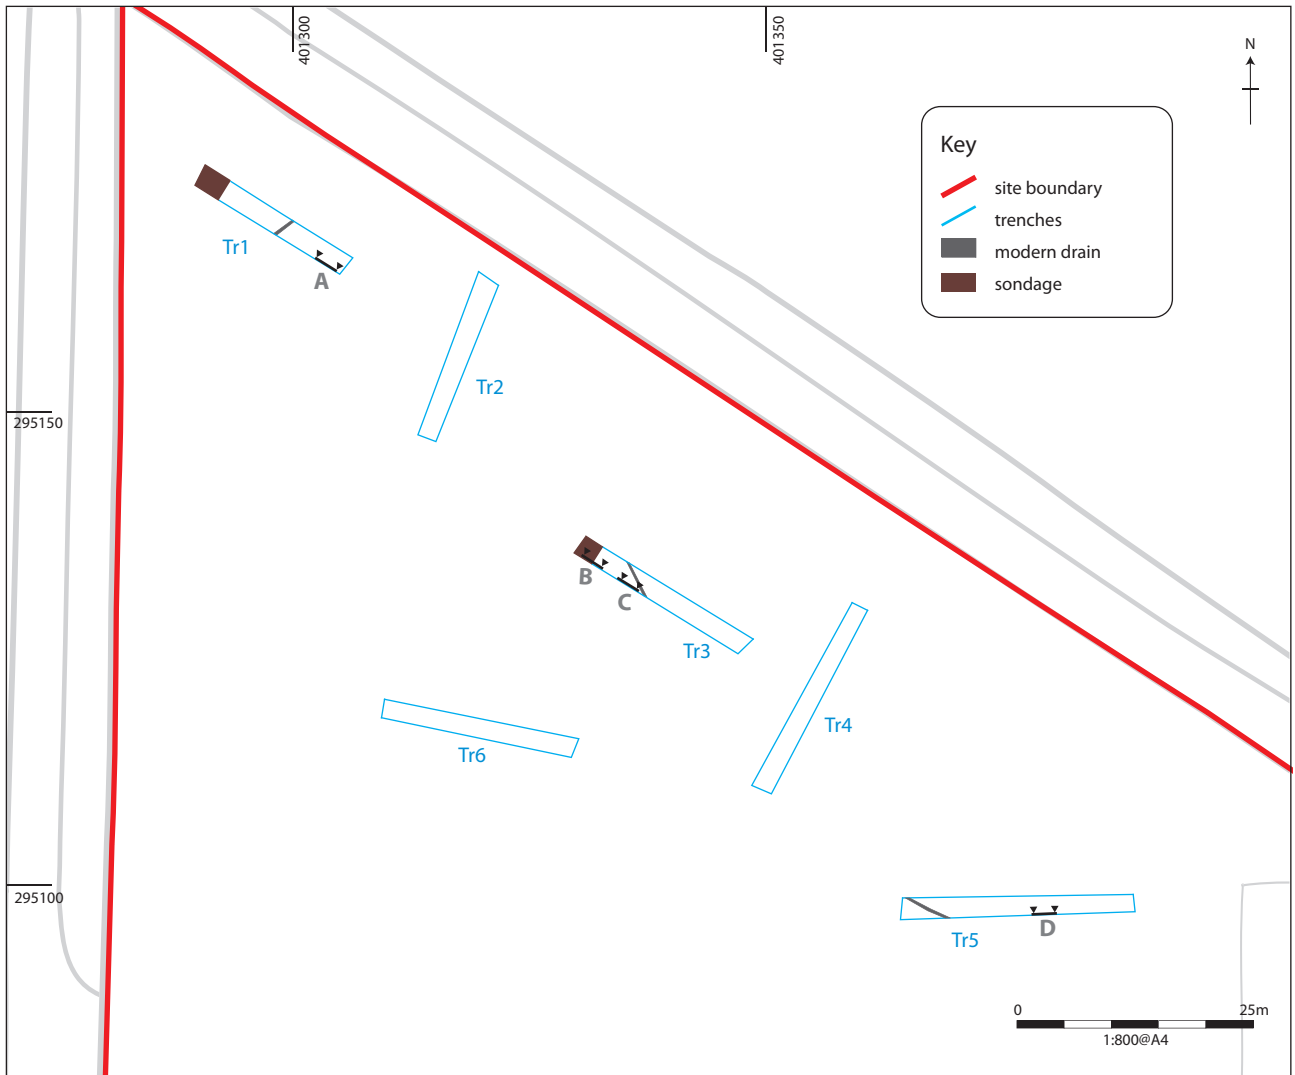 401300
401350
N
Key
site boundary
trenches
modern drain
sondage
Tr1
A
Tr2
295150
B
C
Tr3
Tr4
Tr6
295100
Tr5
D
0 25m
1:800@A4